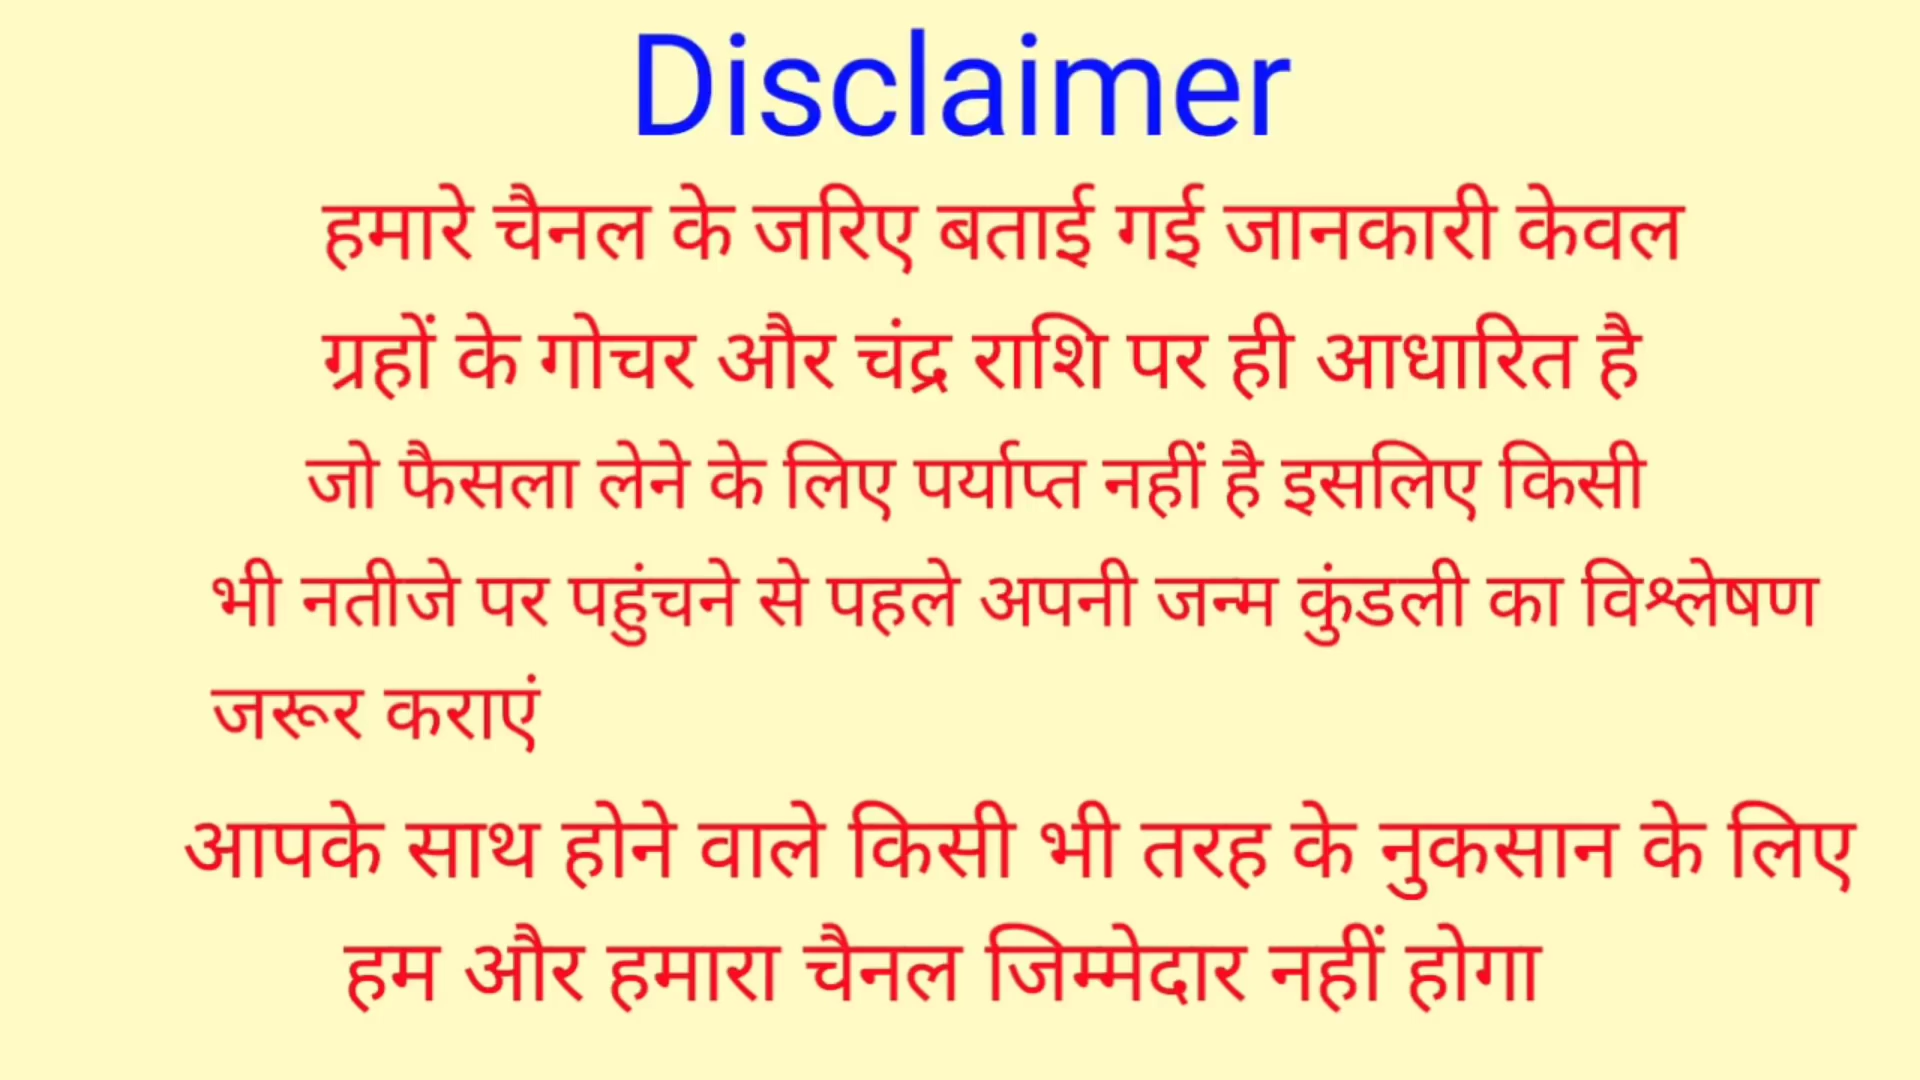 Disclaimer
हमारे चैनल के जरिए बताई गई जानकारी केवल
ग्रहों के गोचर और चंद्र राशि पर ही आधारित है
जो फैसला लेने के लिए पर्याप्त नहीं है इसलिए किसी
भी नतीजे पर पहुंचने से पहले अपनी जन्म कुंडली का विश्लेषण
जरूर कराएं
आपके साथ होने वाले किसी भी तरह के नुकसान के लिए
हम और हमारा चैनल जिम्मेदार नहीं होगा